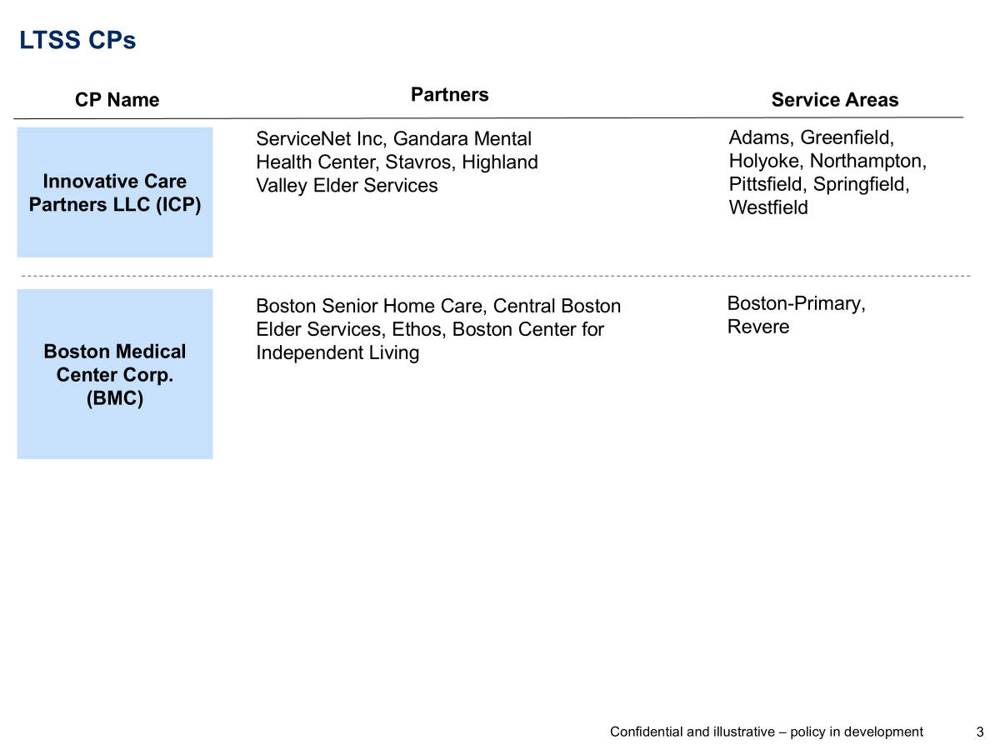 LTSS CPs
CP Name
Partners
Service Areas
Innovative Care
Partners LLC (ICP)
ServiceNet Inc, Gandara Mental
Health Center, Stavros, Highland
Valley Elder Services
Adams, Greenfield,
Holyoke, Northampton,
Pittsfield, Springfield,
Westfield
Boston Medical
Center Corp.
(BMC)
Boston Senior Home Care, Central Boston
Elder Services, Ethos, Boston Center for
Independent Living
Boston-Primary,
Revere
Confidential and illustrative – policy in development
3